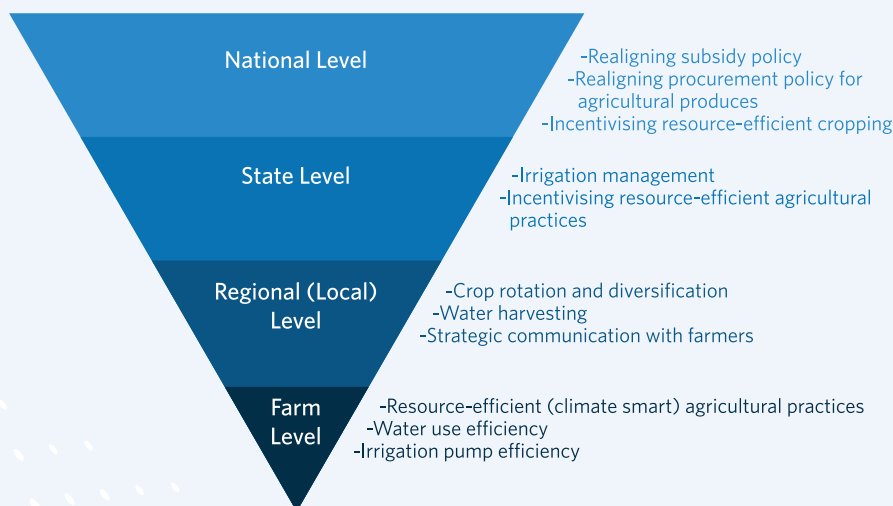 National Level
-Realigning subsidy policy
-Realigning procurement policy for
agricultural produces
-Incentivising resource-efficient cropping
State Level
-Irrigation management
-Incentivising resource-efficient agricultural
practices
Regional (Local)
Level
-Crop rotation and diversification
-Water harvesting
-Strategic communication with farmers
Farm
Level
-Resource-efficient (climate smart) agricultural practices
-Water use efficiency
-Irrigation pump efficiency